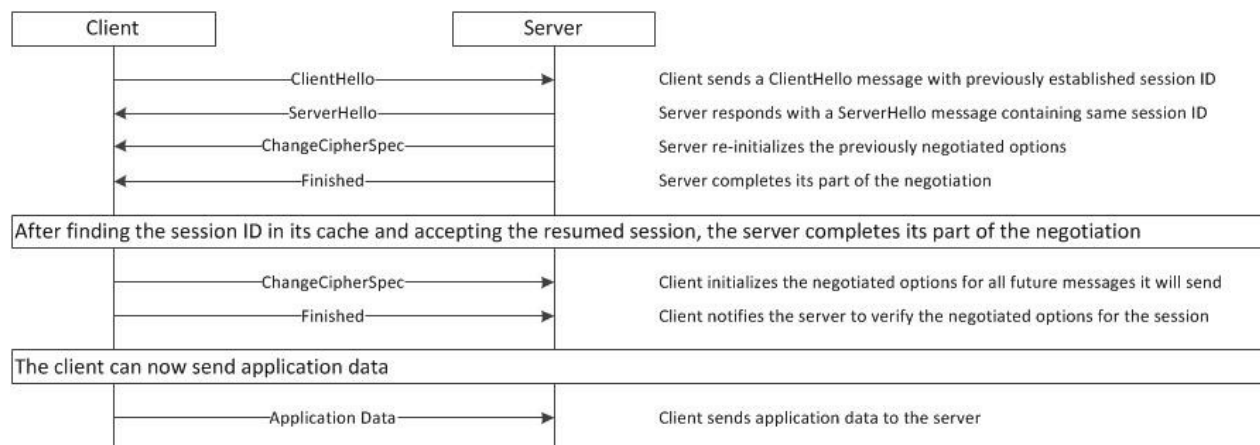 Client Server
ClientHello Client sends a ClientHello message with previously established session ID
ServerHello Server responds with a ServerHello message containing same session ID
ChangeCipherSpec Server re-initializes the previously negotiated options
Finished Server completes its part of the negotiation
After finding the session ID in its cache and accepting the resumed session, the server completes its part of the negotiation
ChangeCipherSpec Client initializes the negotiated options for all future messages it will send
Finished Client notifies the server to verify the negotiated options for the session
The client can now send application data
Application Data Client sends application data to the server